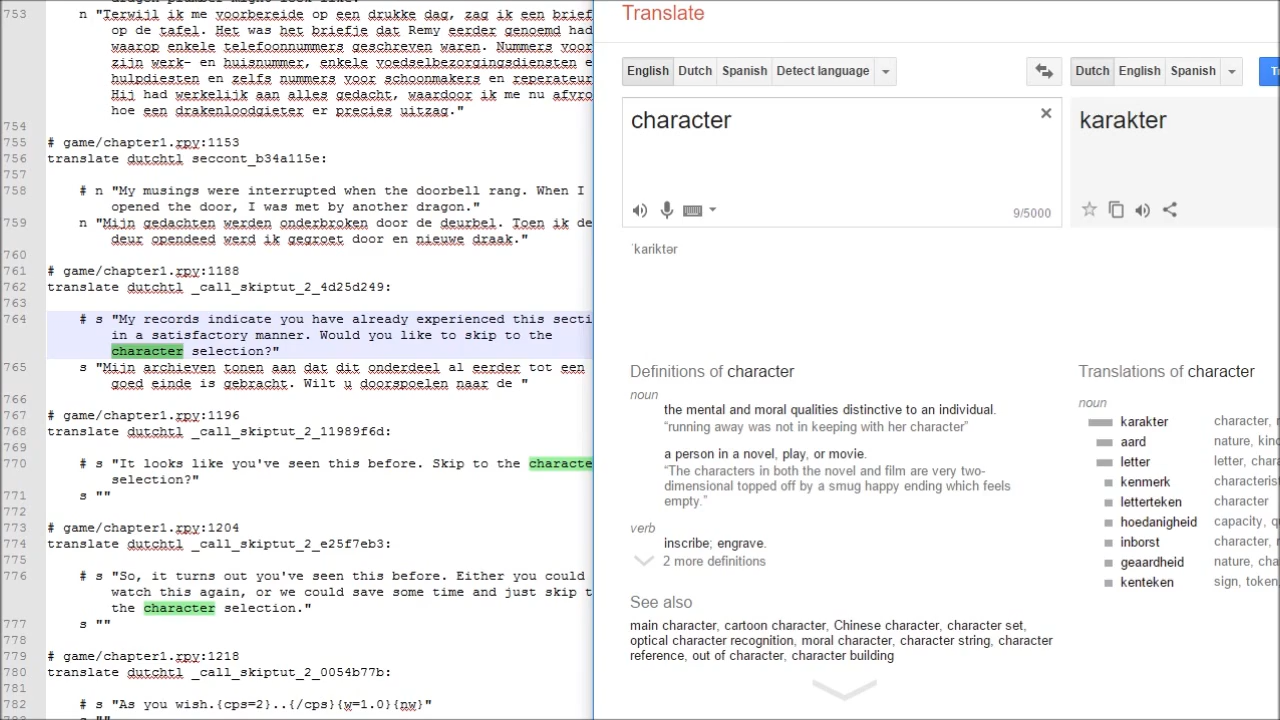 753 n "Terwijl ik me voorbereide op een drukke dag, zag ik een brief
op de tafel. Het was het briefje dat Remy eerder genoemd had
waarop enkele telefoonnummers geschreven waren. Nummers voor
zijn werk- en huisnummer, enkele voedselbezorgingsdiensten e
hulpdiensten en zelfs nummers voor schoonmakers en reperateur
Hij had werkelijk aan alles gedacht, waardoor ik me nu afvro
hoe een drakenloodgieter er precies uitzag."
754
755 # game/chapter1.rpy:1153
756 translate dutchtl seccont_b34a115e:
757
758 # n "My musings were interrupted when the doorbell rang. When I
opened the door, I was met by another dragon."
759 n "Mijn gedachten werden onderbroken door de deurbel. Toen ik de
deur opendeed werd ik gegroet door en nieuwe draak."
760
761 # game/chapter1.rpy:1188
762 translate dutchtl _call_skiptut_2_4d25d249:
763
764 # s "My records indicate you have already experienced this secti
in a satisfactory manner. Would you like to skip to the
character selection?"
765 s "Mijn archieven tonen aan dat dit onderdeel al eerder tot een
goed einde is gebracht. Wilt u doorspoelen naar de "
766
767 # game/chapter1.rpy:1196
768 translate dutchtl _call_skiptut_2_11989f6d:
769
770 # s "It looks like you've seen this before. Skip to the characte
selection?"
771 s ""
772
773 # game/chapter1.rpy:1204
774 translate dutchtl _call_skiptut_2_e25f7eb3:
775
776 # s "So, it turns out you've seen this before. Either you could
watch this again, or we could save some time and just skip t
the character selection."
777 s ""
778
779 # game/chapter1.rpy:1218
780 translate dutchtl _call_skiptut_2_0054b77b:
781
782 # s "As you wish.{cps=2}..{/cps}{w=1.0}{nw}"
Translate
English Dutch Spanish Detect language
Dutch English Spanish
character
karakter
9/5000
ˈkariktər
Definitions of character
noun
the mental and moral qualities distinctive to an individual.
“running away was not in keeping with her character”
a person in a novel, play, or movie.
“The characters in both the novel and film are very two-
dimensional topped off by a smug happy ending which feels
empty.”
verb
inscribe; engrave.
2 more definitions
See also
main character, cartoon character, Chinese character, character set,
optical character recognition, moral character, character string, character
reference, out of character, character building
Translations of character
noun
karakter character,
aard nature, kin
letter letter, char
kenmerk characteris
letterteken character
hoedanigheid capacity, q
inborst character,
geaardheid nature, cha
kenteken sign, token